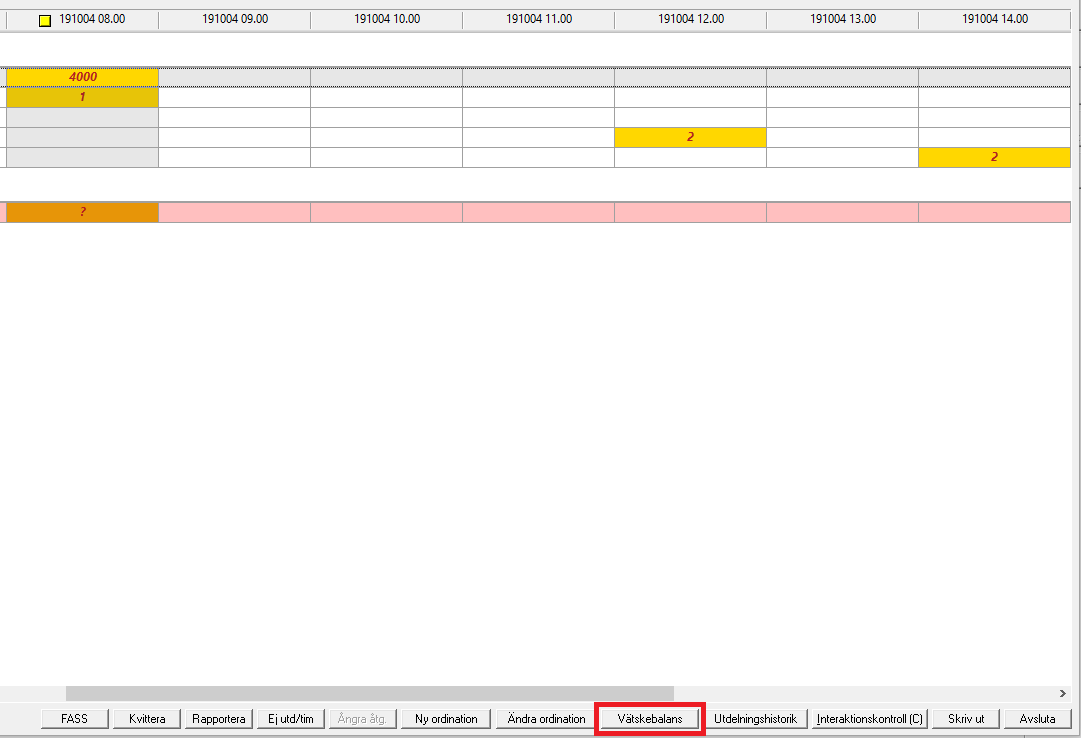 191004 08.00 191004 09.00 191004 10.00 191004 11.00 191004 12.00 191004 13.00 191004 14.00
4000
1
2
2
?
FASS Kvittera Rapportera Ej utd/tim Ångra åtg. Ny ordination Ändra ordination Vätskebalans Utdelningshistorik Interaktionskontroll (C) Skriv ut Avsluta